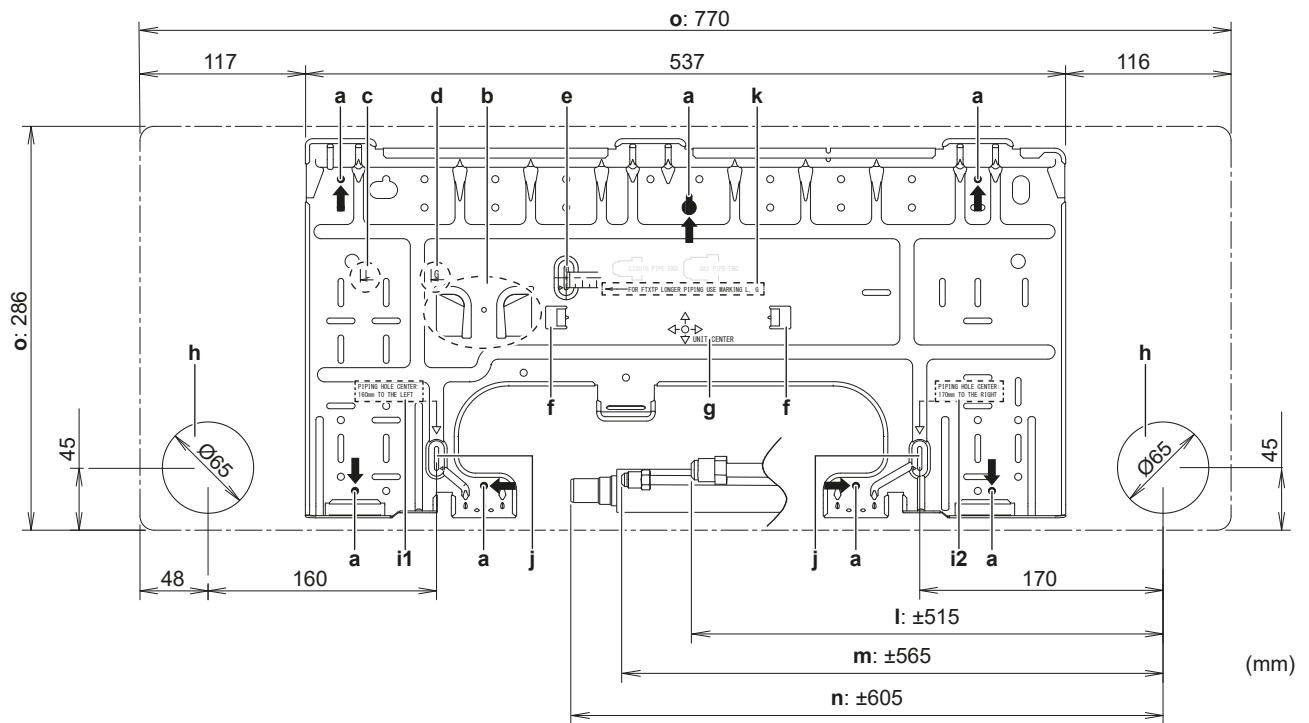 o: 770
117 537 116
a c d b e a k a
L G
LIQUID PIPE END GAS PIPE END
FOR FTXTP LONGER PIPING USE MARKING L, G
UNIT CENTER
o: 286
h h
PIPING HOLE CENTER:
160mm TO THE LEFT
PIPING HOLE CENTER:
170mm TO THE RIGHT
f g f
45 Ø65 Ø65 45
a i1 a j j a i2 a
48 160 170
l: ±515
m: ±565
(mm)
n: ±605